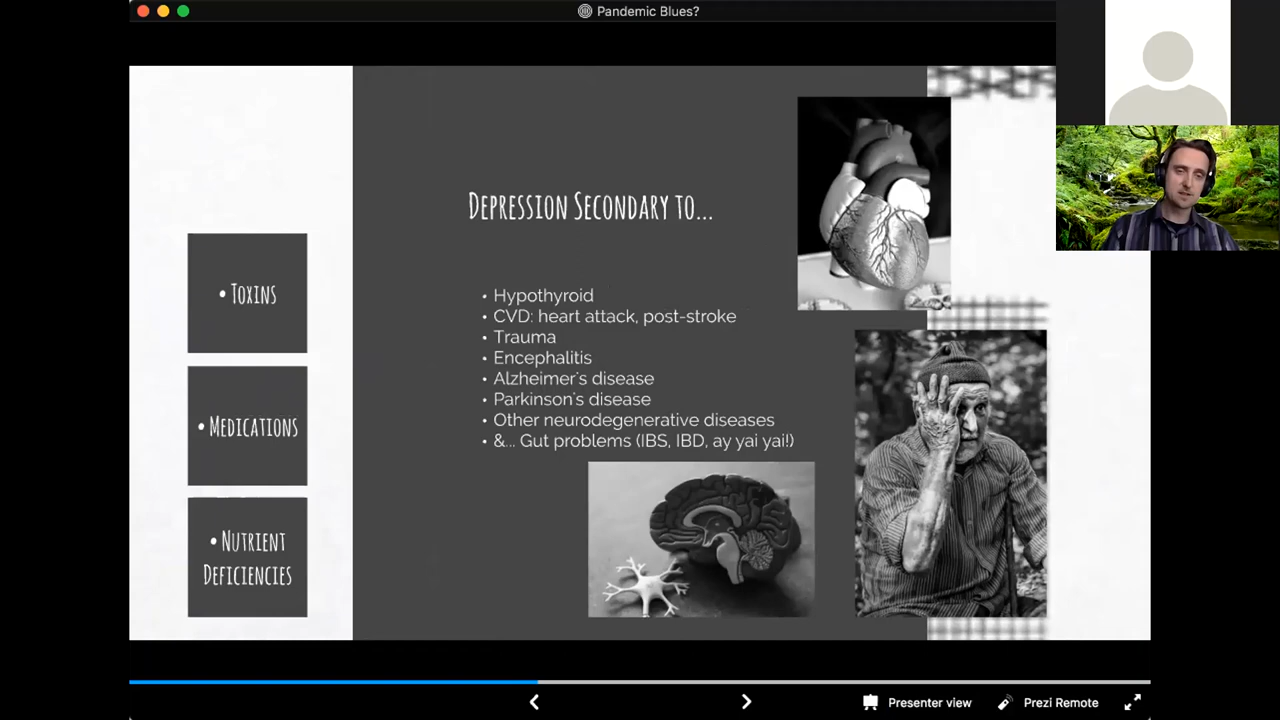 Pandemic Blues?
Depression Secondary to...
• Toxins
• Medications
• Nutrient
Deficiencies
• Hypothyroid
• CVD: heart attack, post-stroke
• Trauma
• Encephalitis
• Alzheimer's disease
• Parkinson's disease
• Other neurodegenerative diseases
• &... Gut problems (IBS, IBD, ay yai yai!)
Presenter view
Prezi Remote